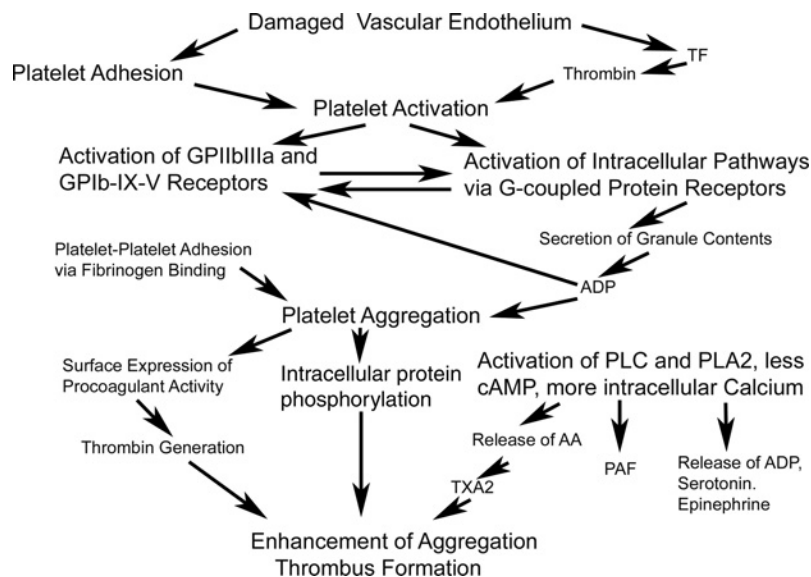 Damaged Vascular Endothelium
Platelet Adhesion
TF
Thrombin
Platelet Activation
Activation of GPIIbIIIa and
GPIb-IX-V Receptors
Activation of Intracellular Pathways
via G-coupled Protein Receptors
Secretion of Granule Contents
Platelet-Platelet Adhesion
via Fibrinogen Binding
ADP
Platelet Aggregation
Surface Expression of
Procoagulant Activity
Intracellular protein
phosphorylation
Activation of PLC and PLA2, less
cAMP, more intracellular Calcium
Thrombin Generation
Release of AA
PAF
Release of ADP,
Serotonin.
Epinephrine
TXA2
Enhancement of Aggregation
Thrombus Formation